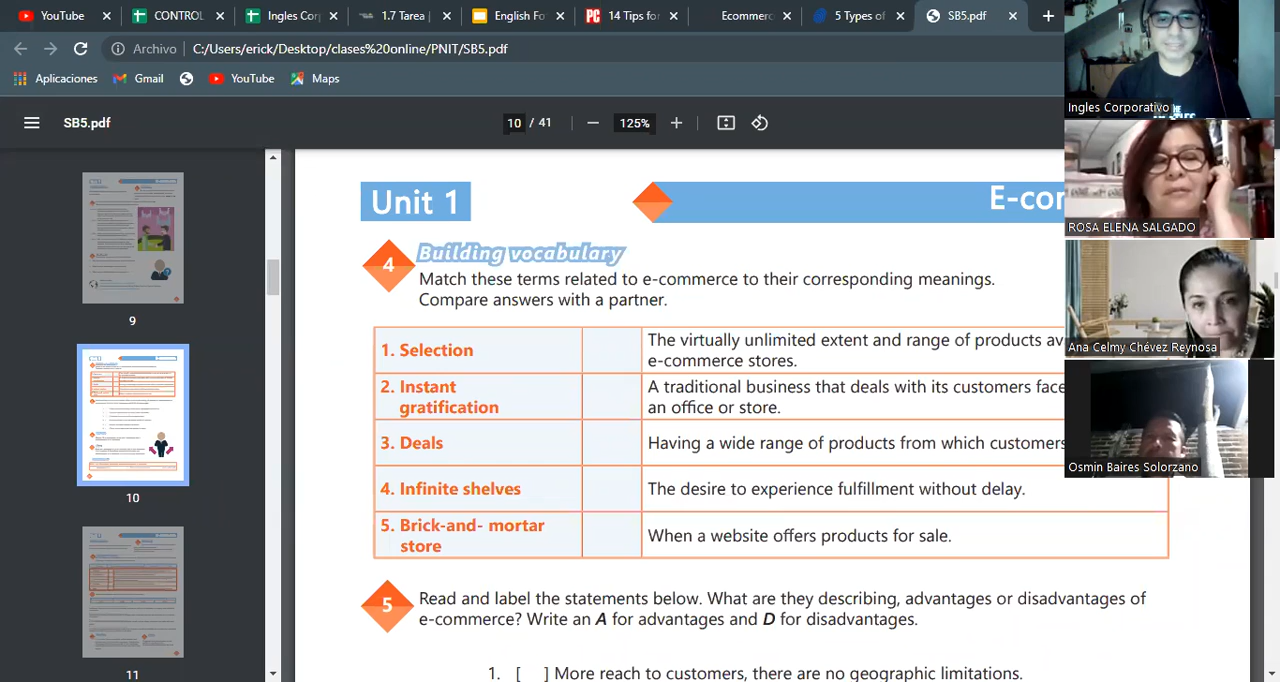 YouTube
CONTROL
Ingles Cor
1.7 Tarea |
English Fo
PC
14 Tips for
Ecommerc
5 Types of
SB5.pdf
Archivo
C:/Users/erick/Desktop/clases%20online/PNIT/SB5.pdf
Aplicaciones
Gmail
YouTube
Maps
SB5.pdf
10 / 41
125%
9
10
11
Unit 1
E-con
4
Building vocabulary
Match these terms related to e-commerce to their corresponding meanings.
Compare answers with a partner.
1. Selection
The virtually unlimited extent and range of products av
e-commerce stores.
2. Instant
gratification
A traditional business that deals with its customers face
an office or store.
3. Deals
Having a wide range of products from which customers
4. Infinite shelves
The desire to experience fulfillment without delay.
5. Brick-and- mortar
store
When a website offers products for sale.
5
Read and label the statements below. What are they describing, advantages or disadvantages of
e-commerce? Write an A for advantages and D for disadvantages.
1. [ ] More reach to customers, there are no geographic limitations.
Ingles Corporativo
ROSA ELENA SALGADO
Ana Celmy Chévez Reynosa
Osmin Baires Solorzano